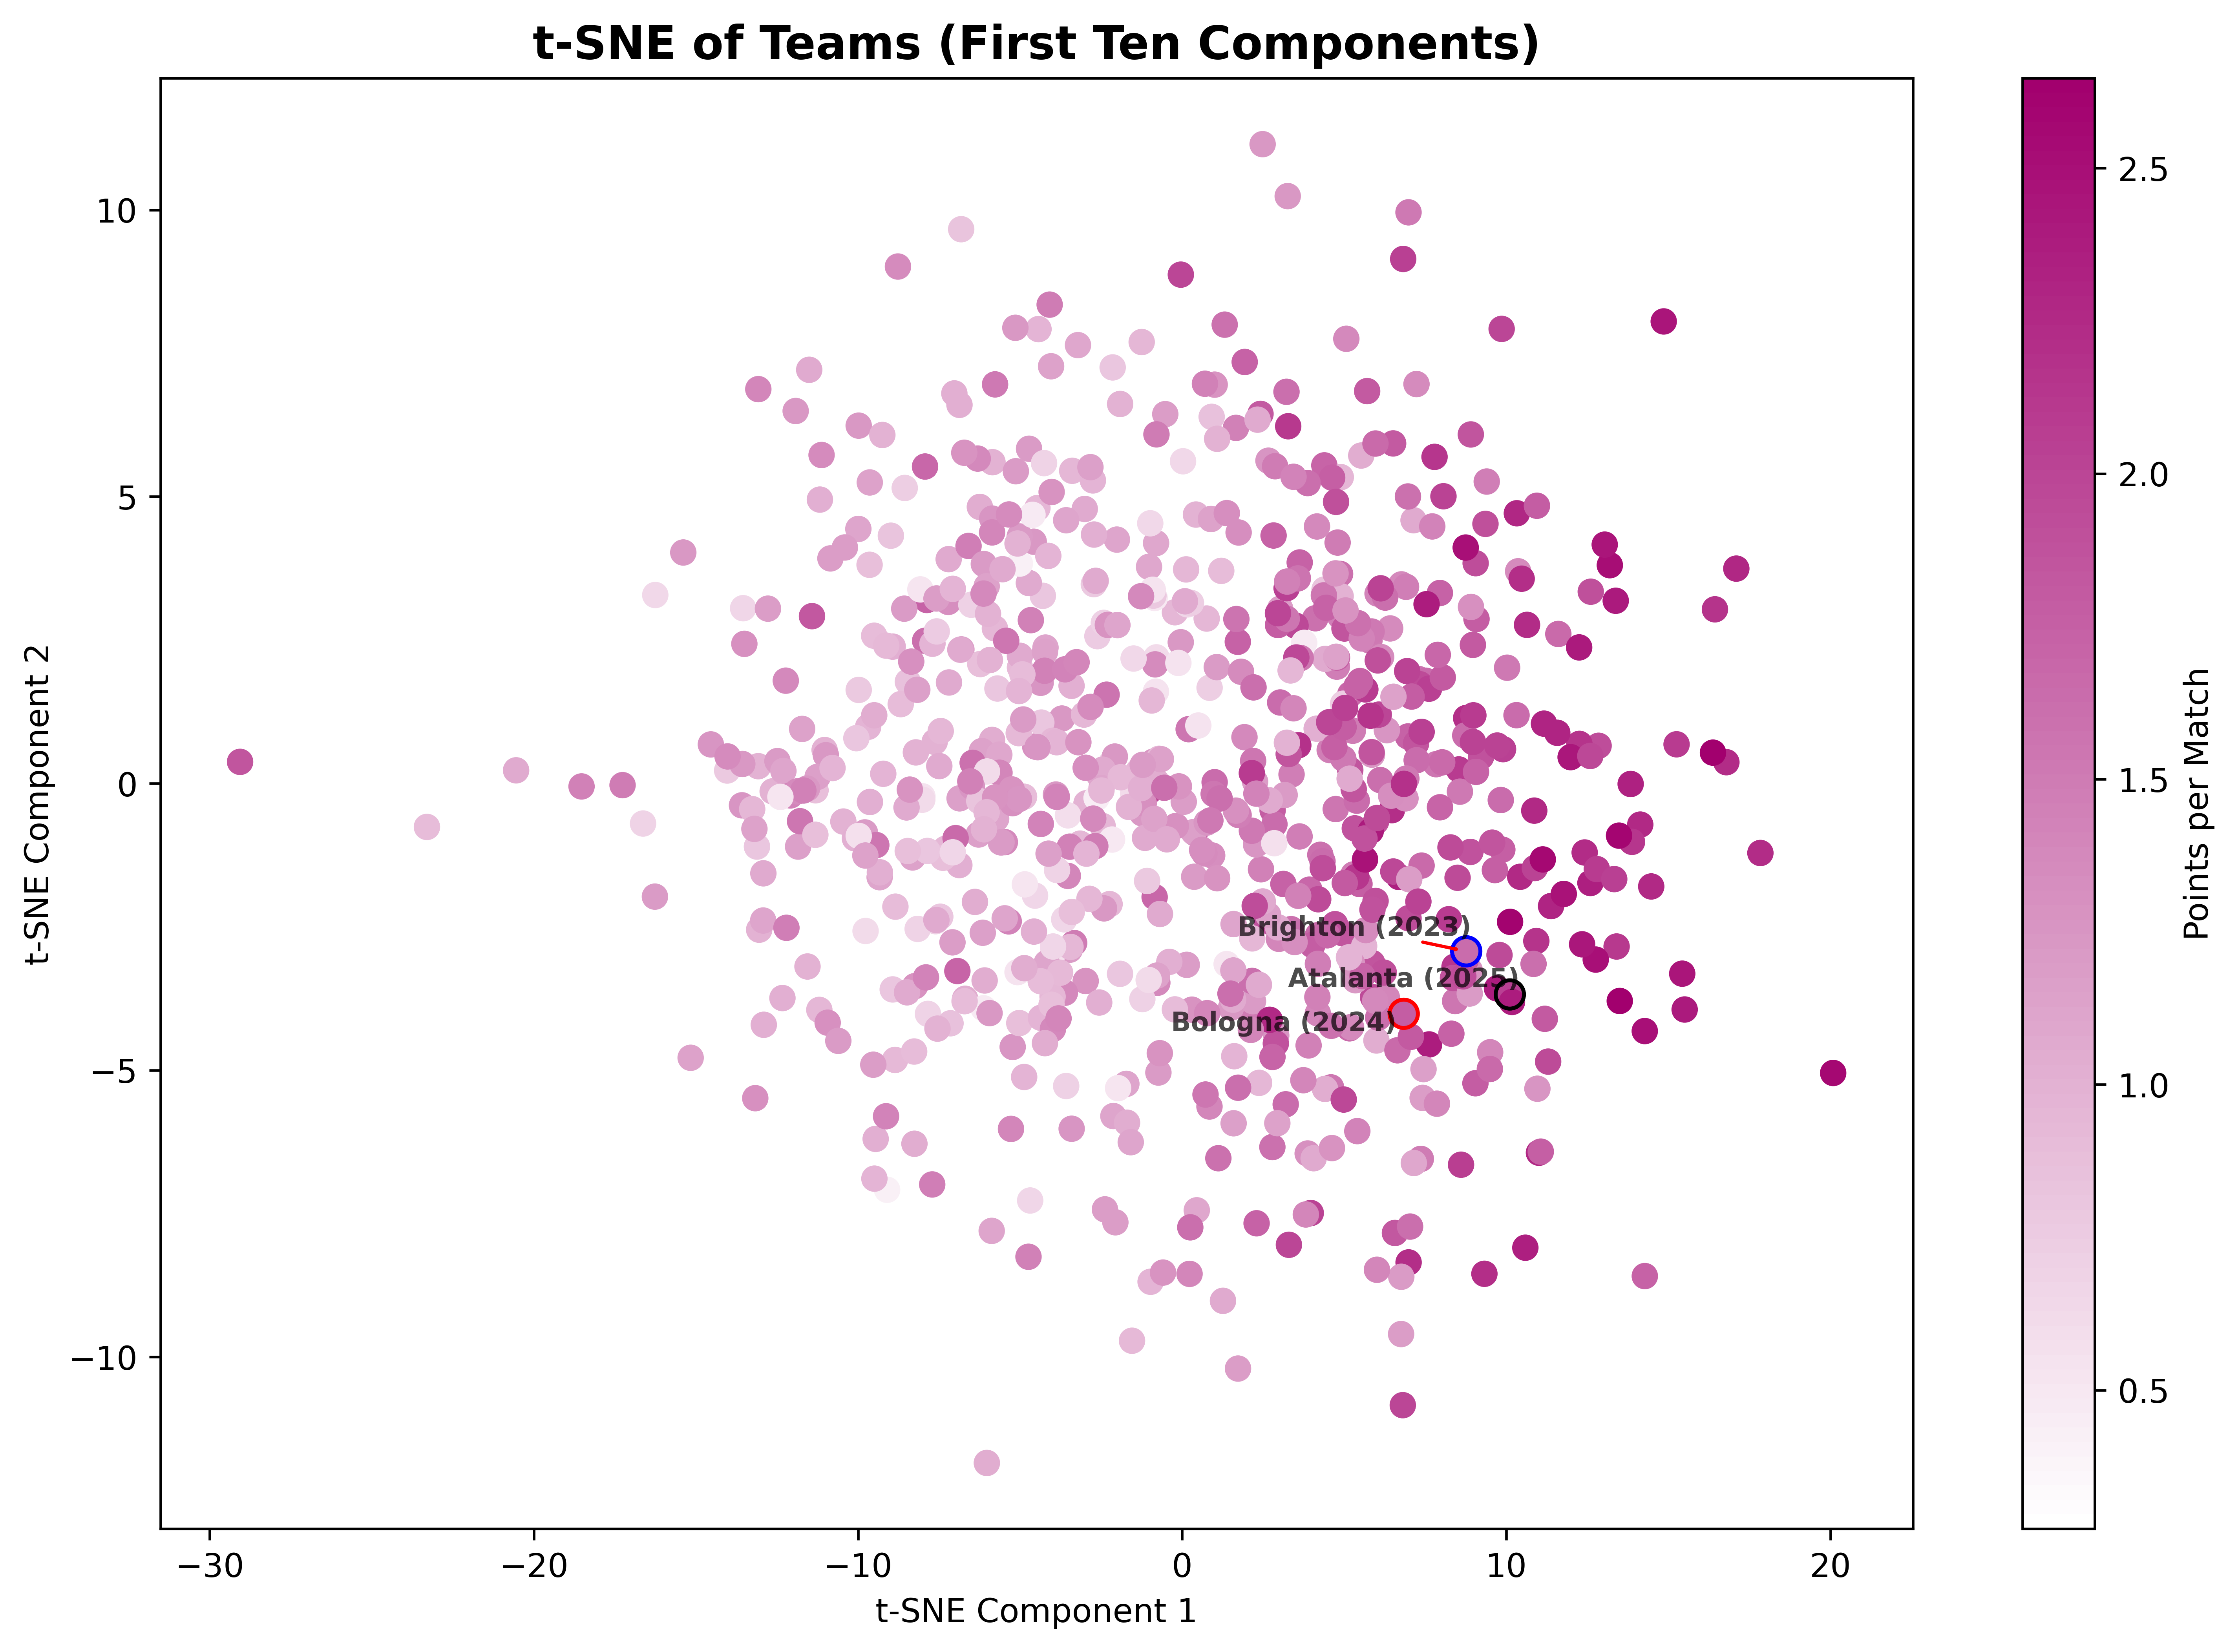 t-SNE of Teams (First Ten Components)
10
5
0
−5
−10
t-SNE Component 2
Brighton (2023)
Atalanta (2025)
Bologna (2024)
−30
−20
−10
0
10
20
t-SNE Component 1
2.5
2.0
1.5
1.0
0.5
Points per Match